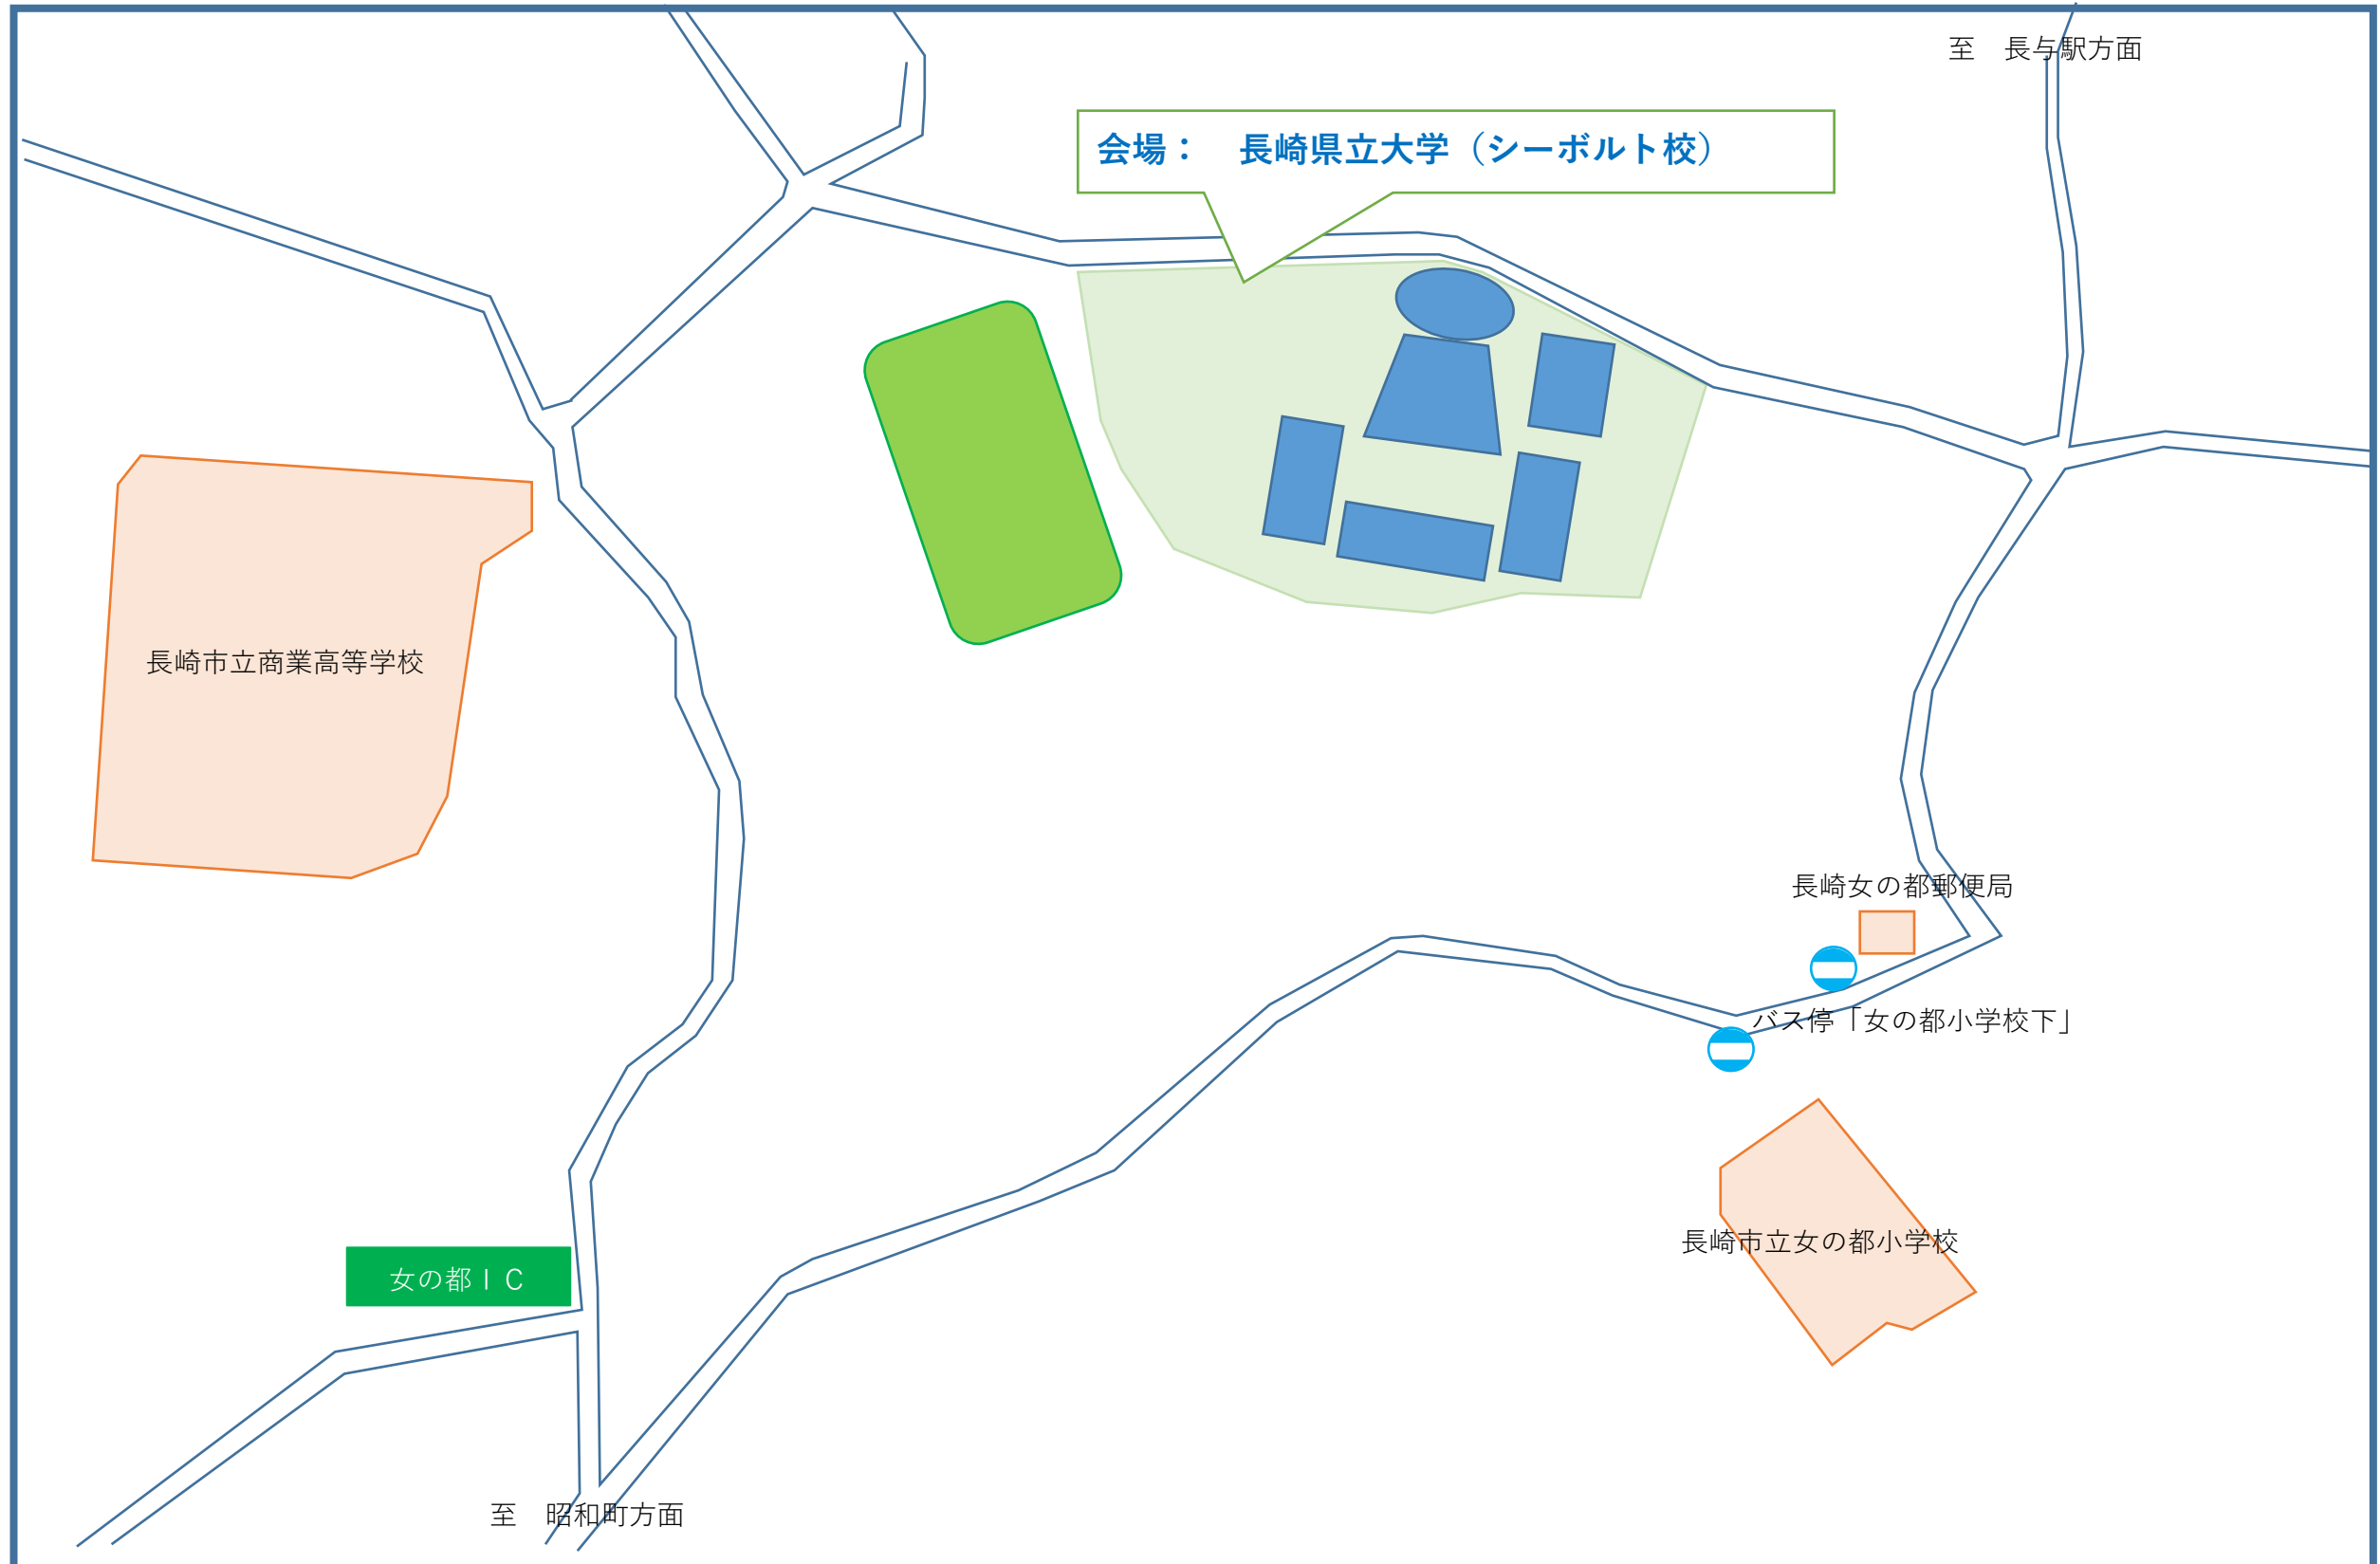 至　長与駅方面
会場：　長崎県立大学（シーボルト校）
長崎市立商業高等学校
長崎女の都郵便局
バス停「女の都小学校下」
長崎市立女の都小学校
女の都ＩＣ
至　昭和町方面